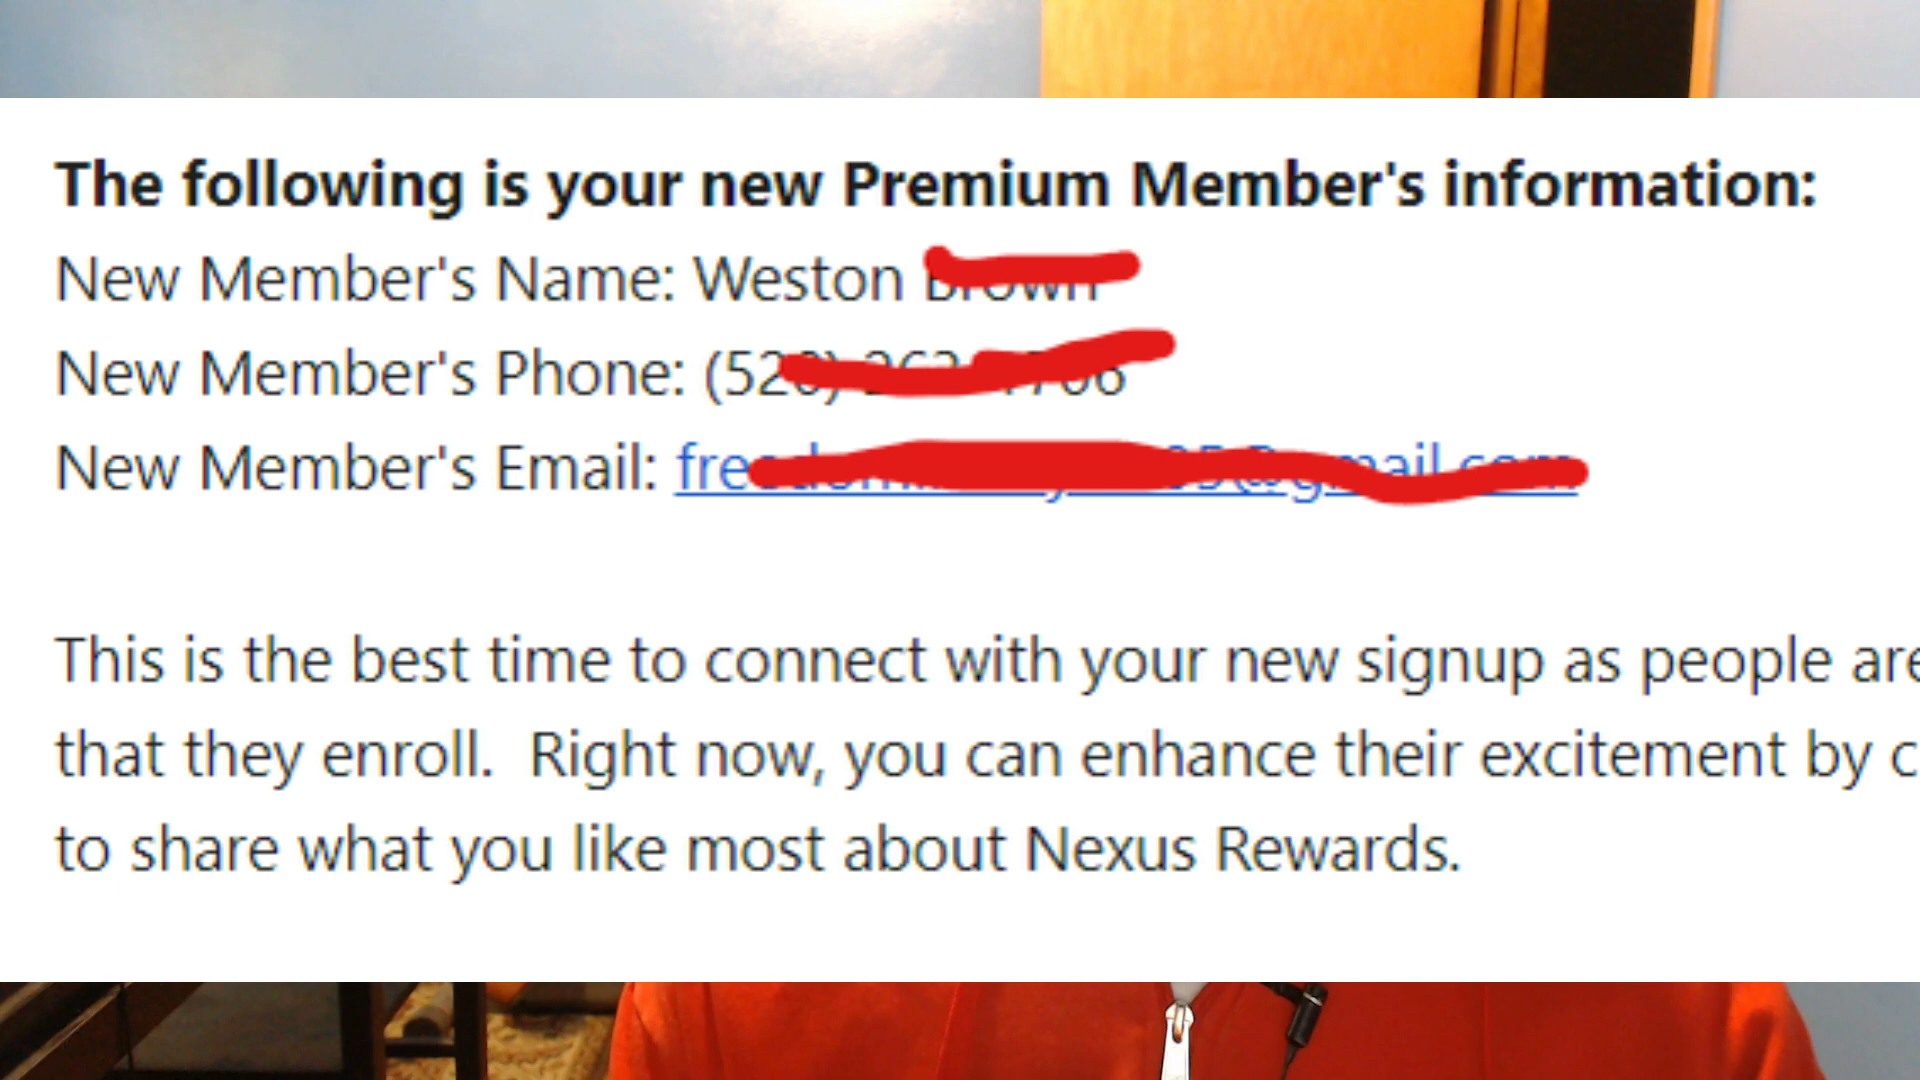 The following is your new Premium Member's information:
New Member's Name: Weston
New Member's Phone:
New Member's Email:
This is the best time to connect with your new signup as people are
that they enroll. Right now, you can enhance their excitement by c
to share what you like most about Nexus Rewards.